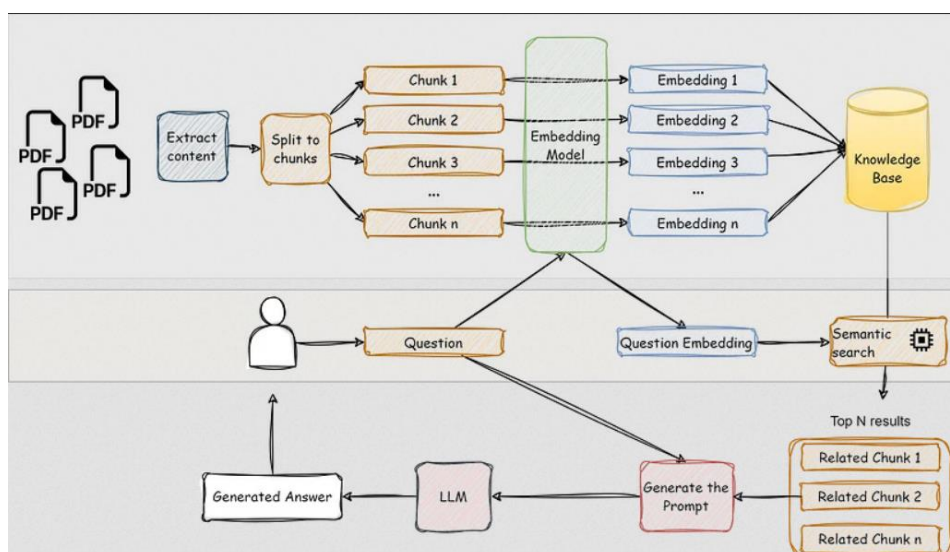 PDF
PDF
PDF
PDF
Extract
content
Split to
chunks
Chunk 1
Chunk 2
Chunk 3
...
Chunk n
Embedding
Model
Embedding 1
Embedding 2
Embedding 3
...
Embedding n
Knowledge
Base
Question
Question Embedding
Semantic
search
Top N results
Related Chunk 1
Related Chunk 2
Related Chunk n
Generate the
Prompt
LLM
Generated Answer